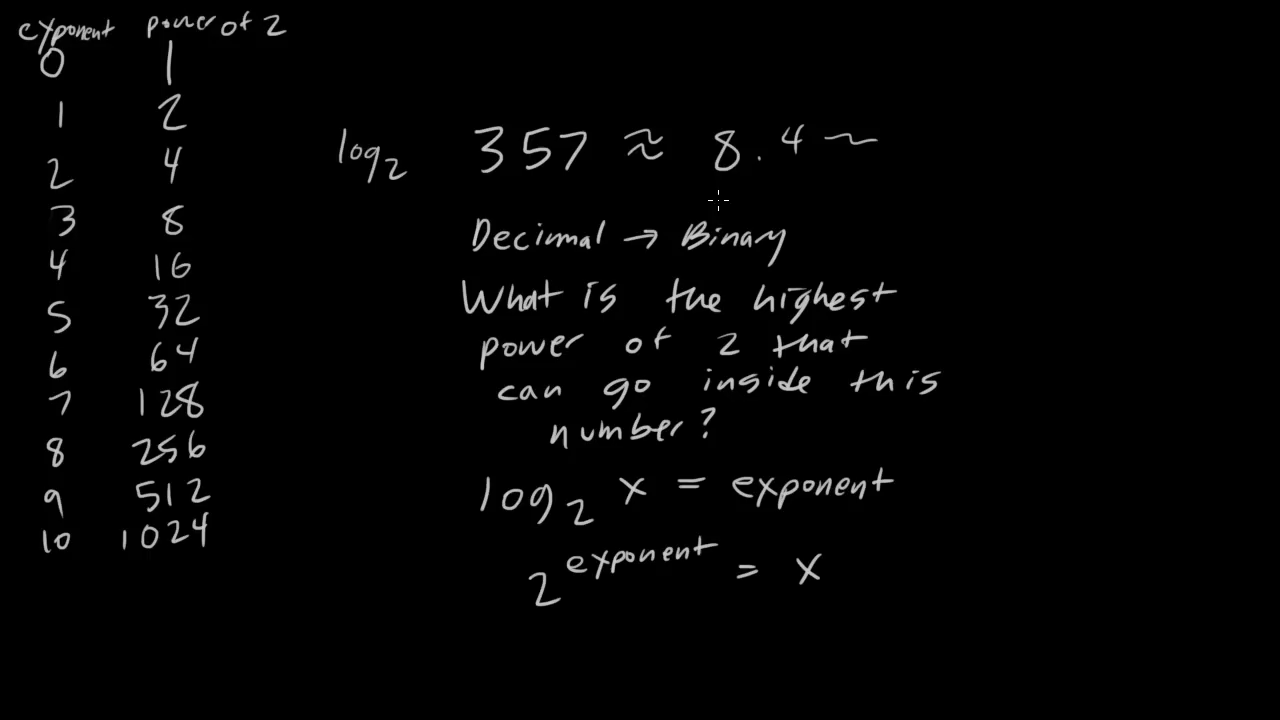 exponent power of 2
0 1
1 2
2 4
3 8
4 16
5 32
6 64
7 128
8 256
9 512
10 1024
log₂ 357 ≈ 8.4~
Decimal → Binary
What is the highest
power of 2 that
can go inside this
number?
log₂ x = exponent
2^exponent = x